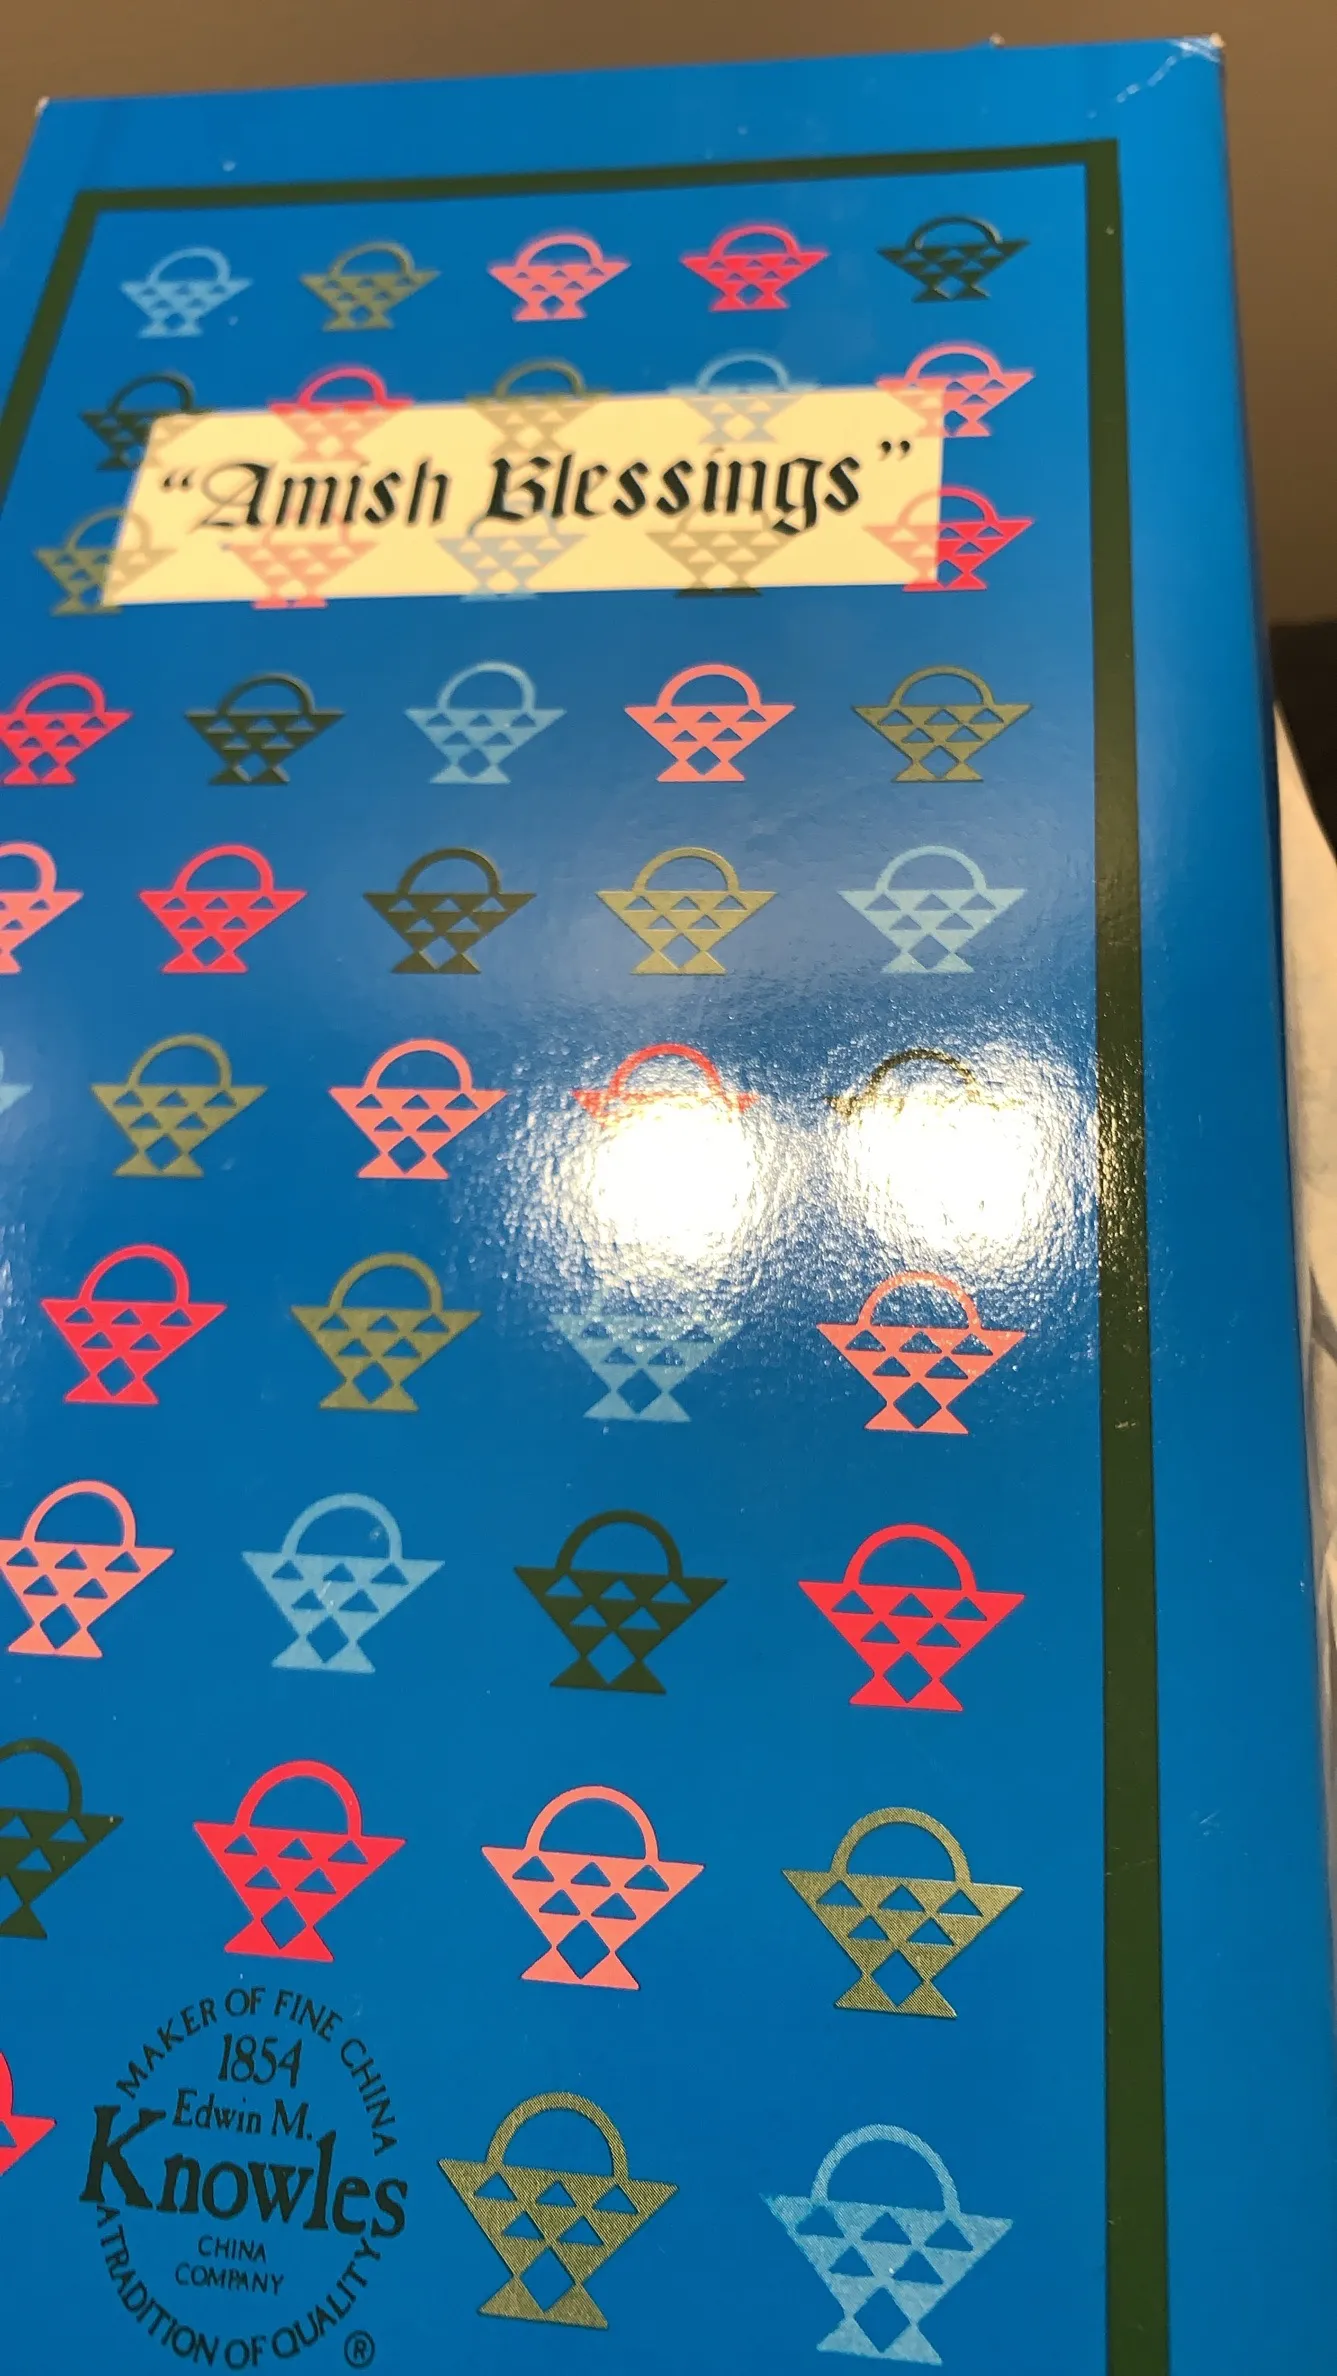 "Amish Blessings"
MAKER OF FINE CHINA
1854
Edwin M.
Knowles
CHINA
COMPANY
A TRADITION OF QUALITY
®